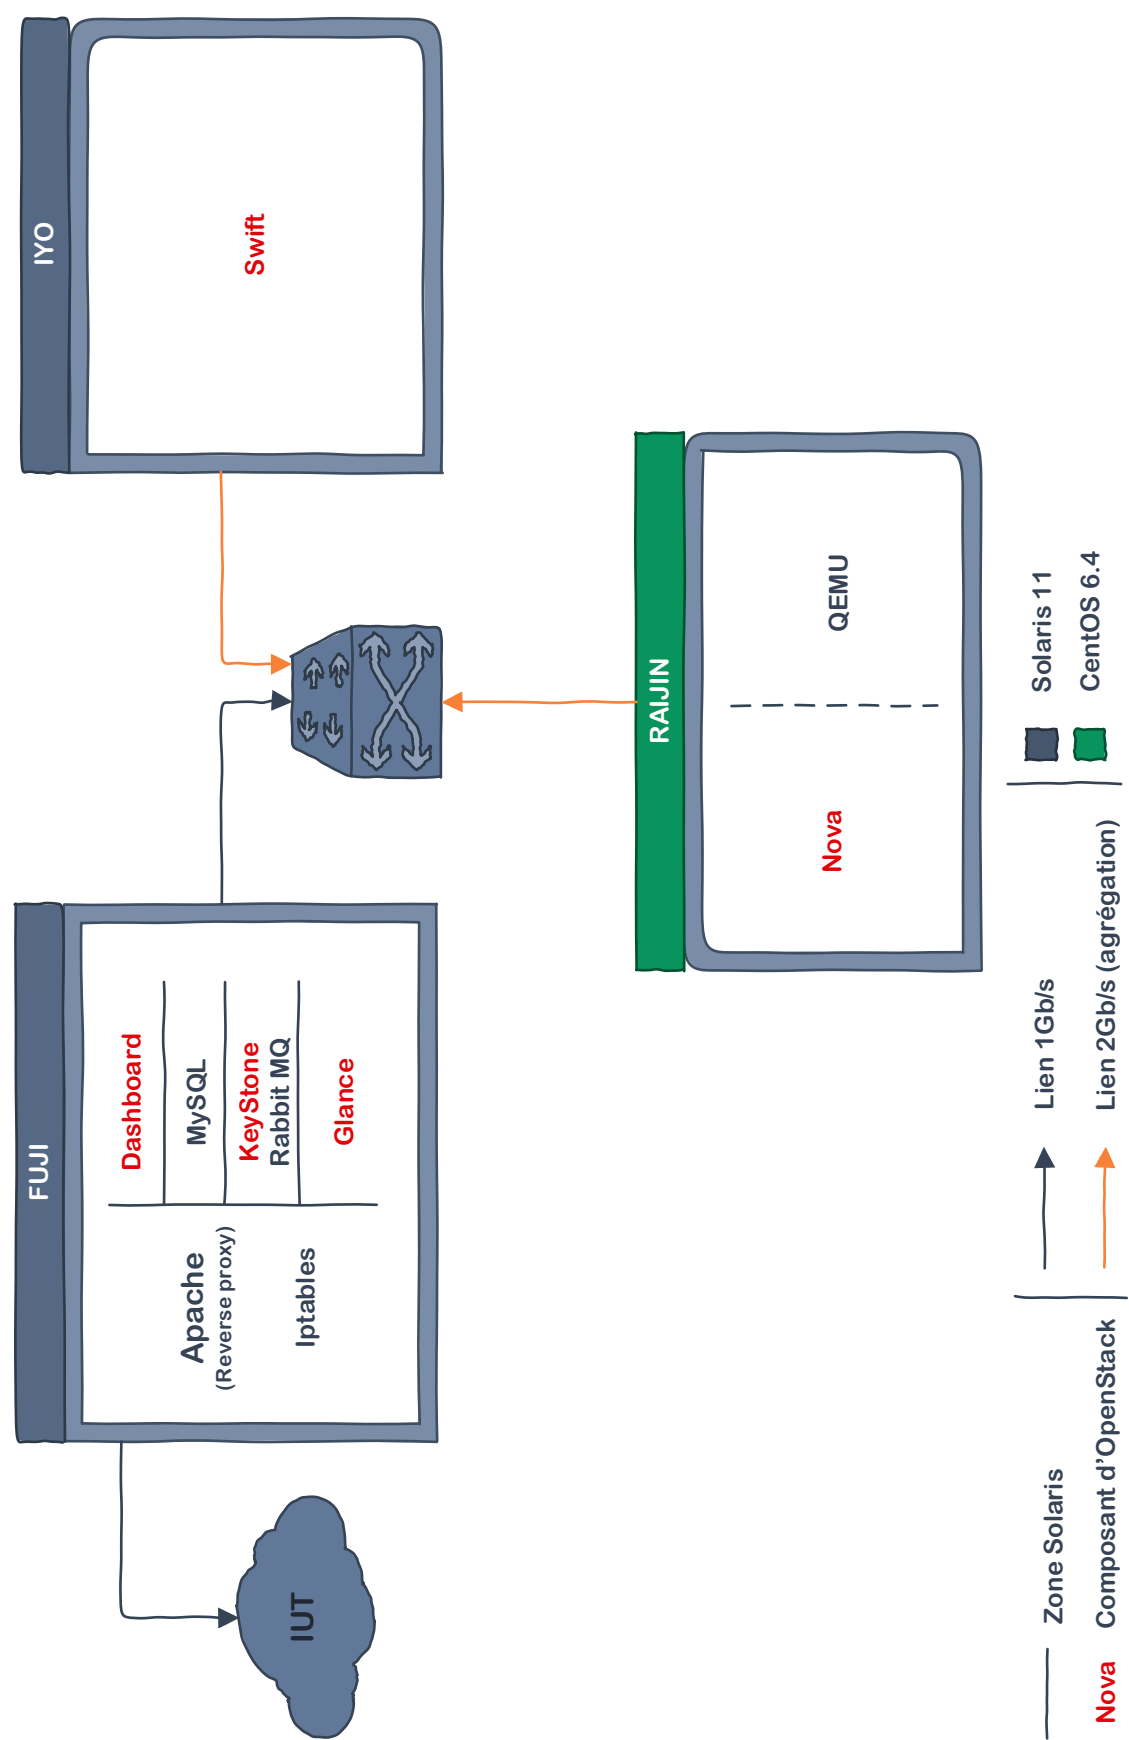 IUT
FUJI
Apache
(Reverse proxy)
Iptables
Dashboard
MySQL
KeyStone
Rabbit MQ
Glance
IYO
Swift
RAIJIN
Nova
QEMU
Zone Solaris
Nova Composant d’OpenStack
Lien 1Gb/s
Lien 2Gb/s (agrégation)
Solaris 11
CentOS 6.4